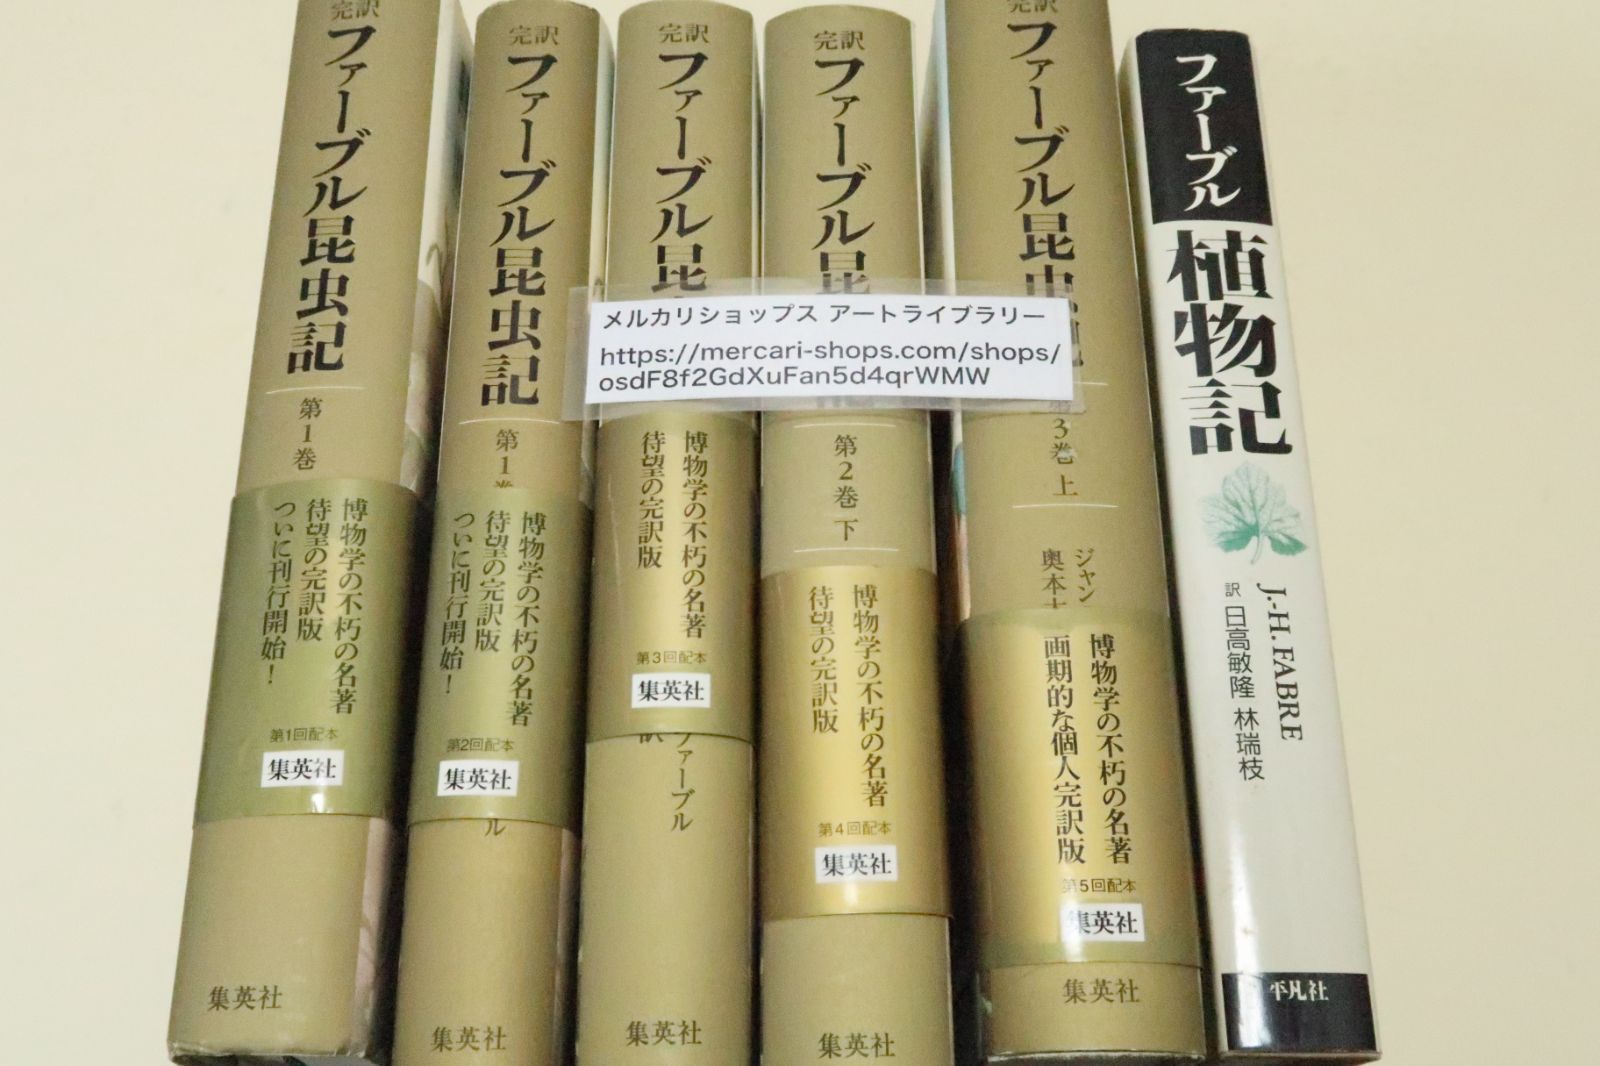 完訳
ファーブル昆虫記
第1巻
博物学の不朽の名著
待望の完訳版
ついに刊行開始！
第1回配本
集英社
集英社
完訳
ファーブル昆虫記
第1巻
博物学の不朽の名著
待望の完訳版
ついに刊行開始！
第2回配本
集英社
ル
集英社
完訳
ファーブル昆
博物学の不朽の名著
待望の完訳版
第3回配本
集英社
ファーブル
訳
集英社
完訳
ファーブル昆
記
第2巻 下
博物学の不朽の名著
待望の完訳版
第4回配本
集英社
集英社
完訳
ファーブル昆虫記
第3巻 上
ジャン
奥本
博物学の不朽の名著
画期的な個人完訳版
第5回配本
集英社
集英社
ファーブル
植物記
J.-H.FABRE
訳 日高敏隆 林瑞枝
平凡社
メルカリショップス アートライブラリー
https://mercari-shops.com/shops/
osdF8f2GdXuFan5d4qrWMW